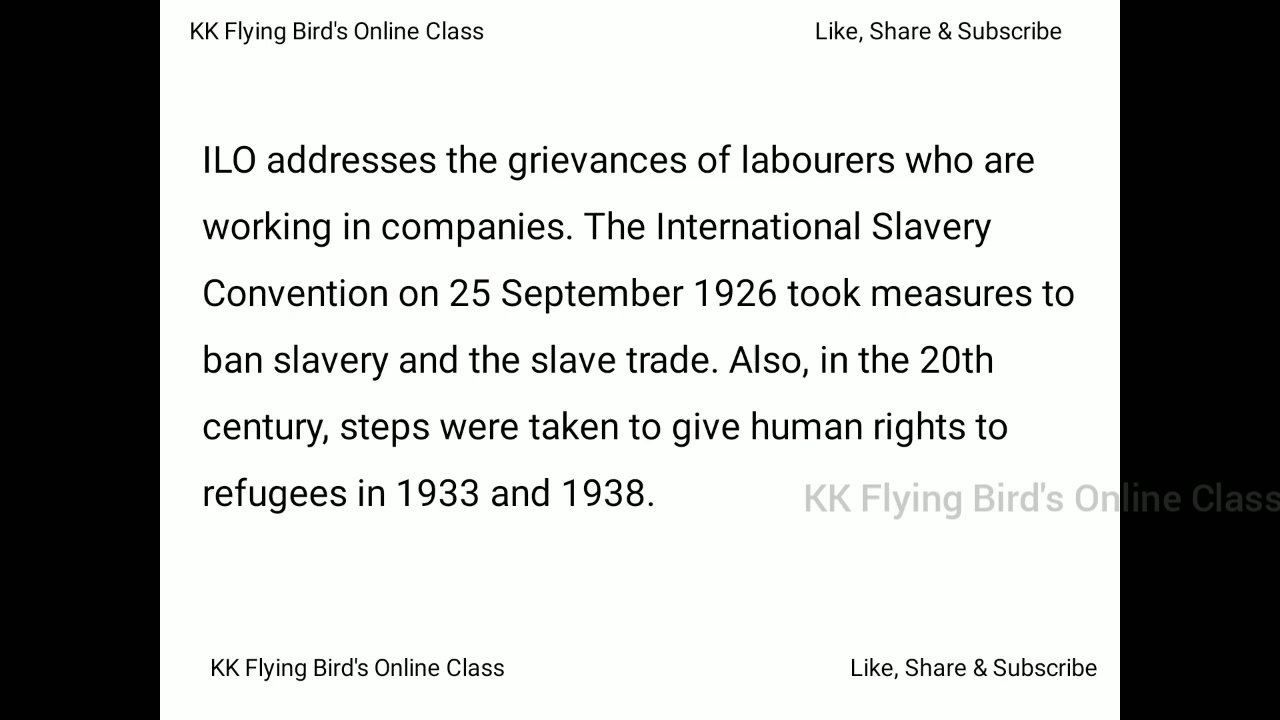 KK Flying Bird's Online Class
Like, Share & Subscribe
ILO addresses the grievances of labourers who are
working in companies. The International Slavery
Convention on 25 September 1926 took measures to
ban slavery and the slave trade. Also, in the 20th
century, steps were taken to give human rights to
refugees in 1933 and 1938.
KK Flying Bird's Online Class
KK Flying Bird's Online Class
Like, Share & Subscribe